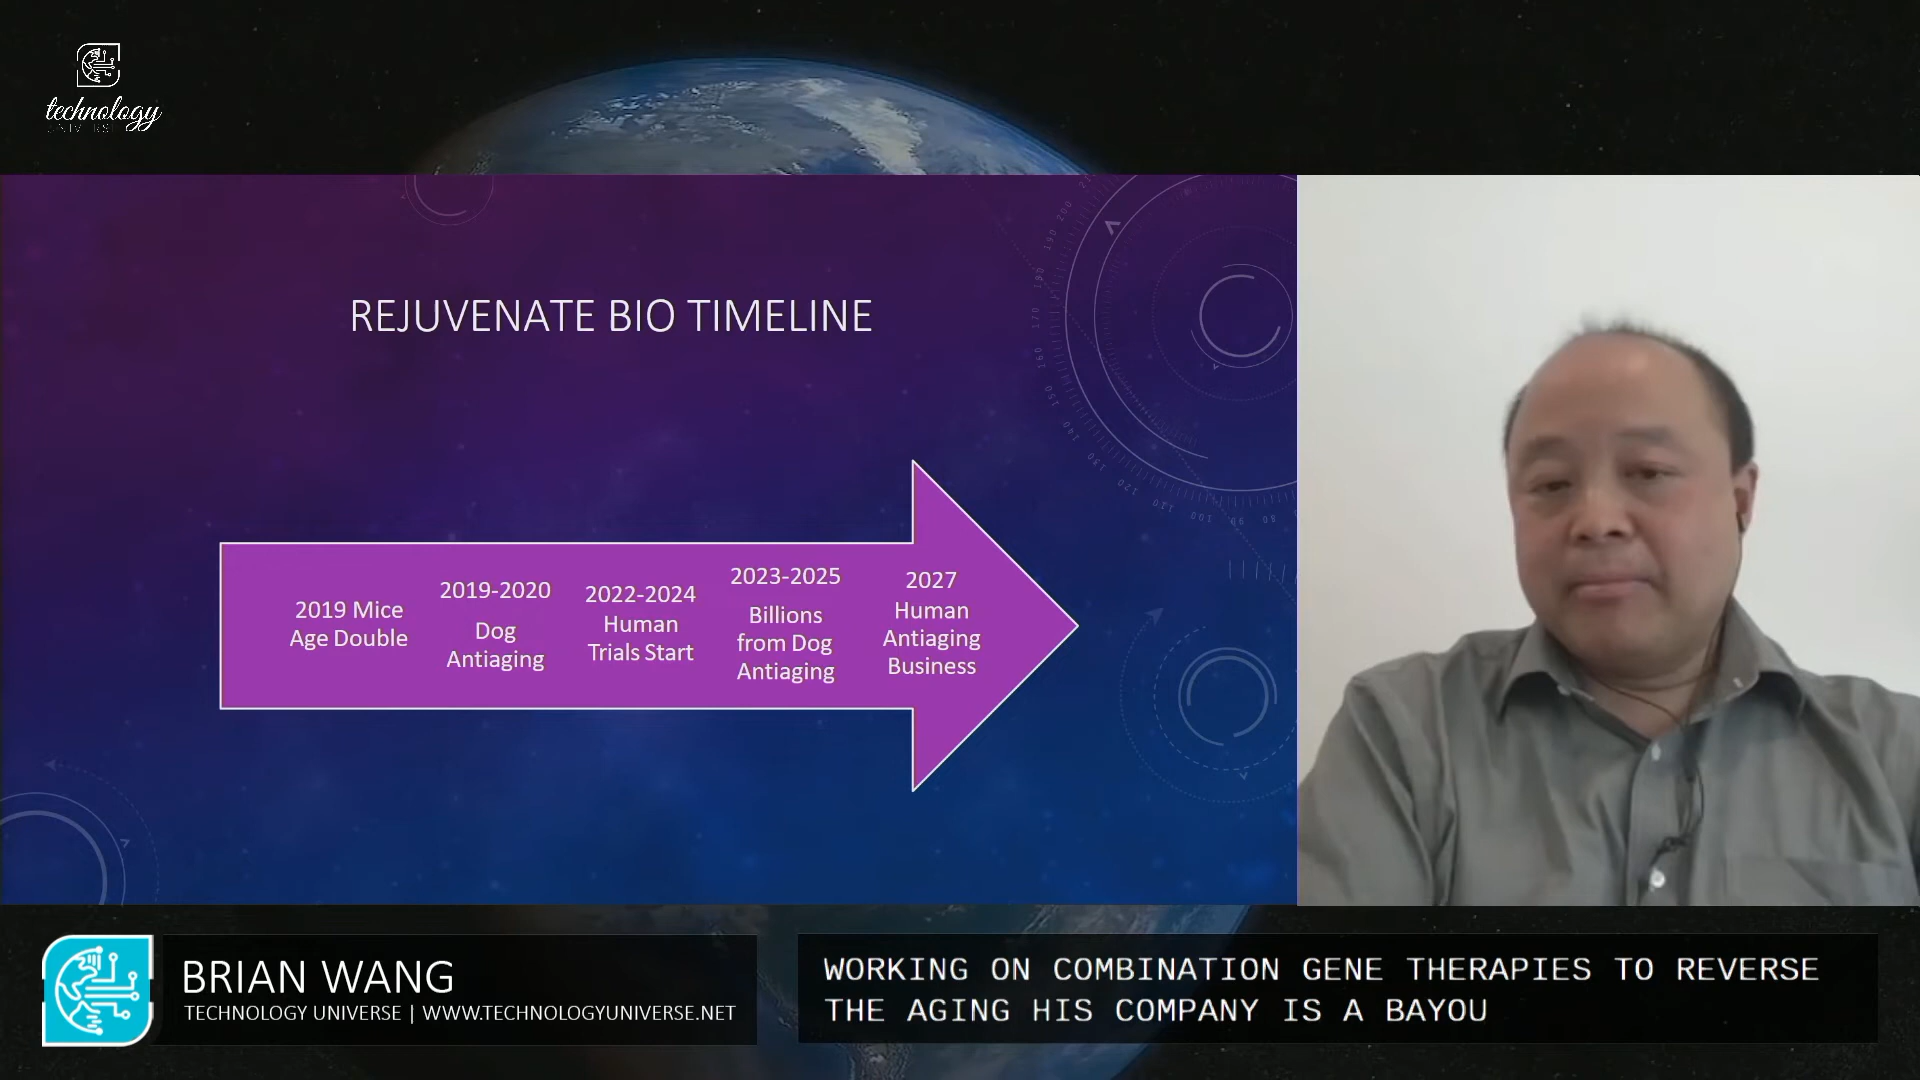 technology
UNIVERSE
REJUVENATE BIO TIMELINE
2019 Mice
Age Double
2019-2020
Dog
Antiaging
2022-2024
Human
Trials Start
2023-2025
Billions
from Dog
Antiaging
2027
Human
Antiaging
Business
BRIAN WANG
TECHNOLOGY UNIVERSE | WWW.TECHNOLOGYUNIVERSE.NET
WORKING ON COMBINATION GENE THERAPIES TO REVERSE
THE AGING HIS COMPANY IS A BAYOU